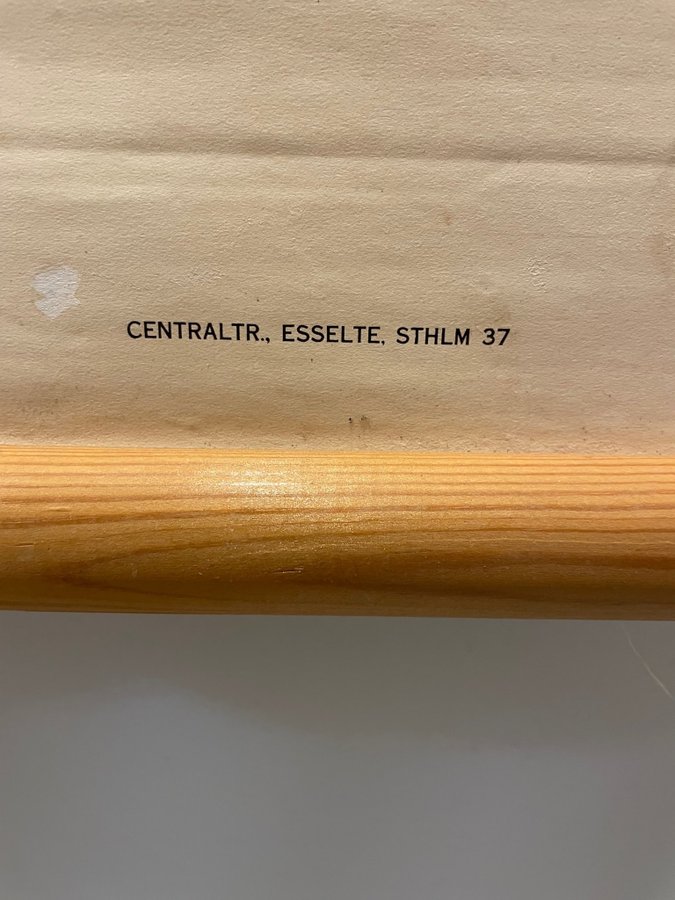 CENTRALTR., ESSELTE, STHLM 37